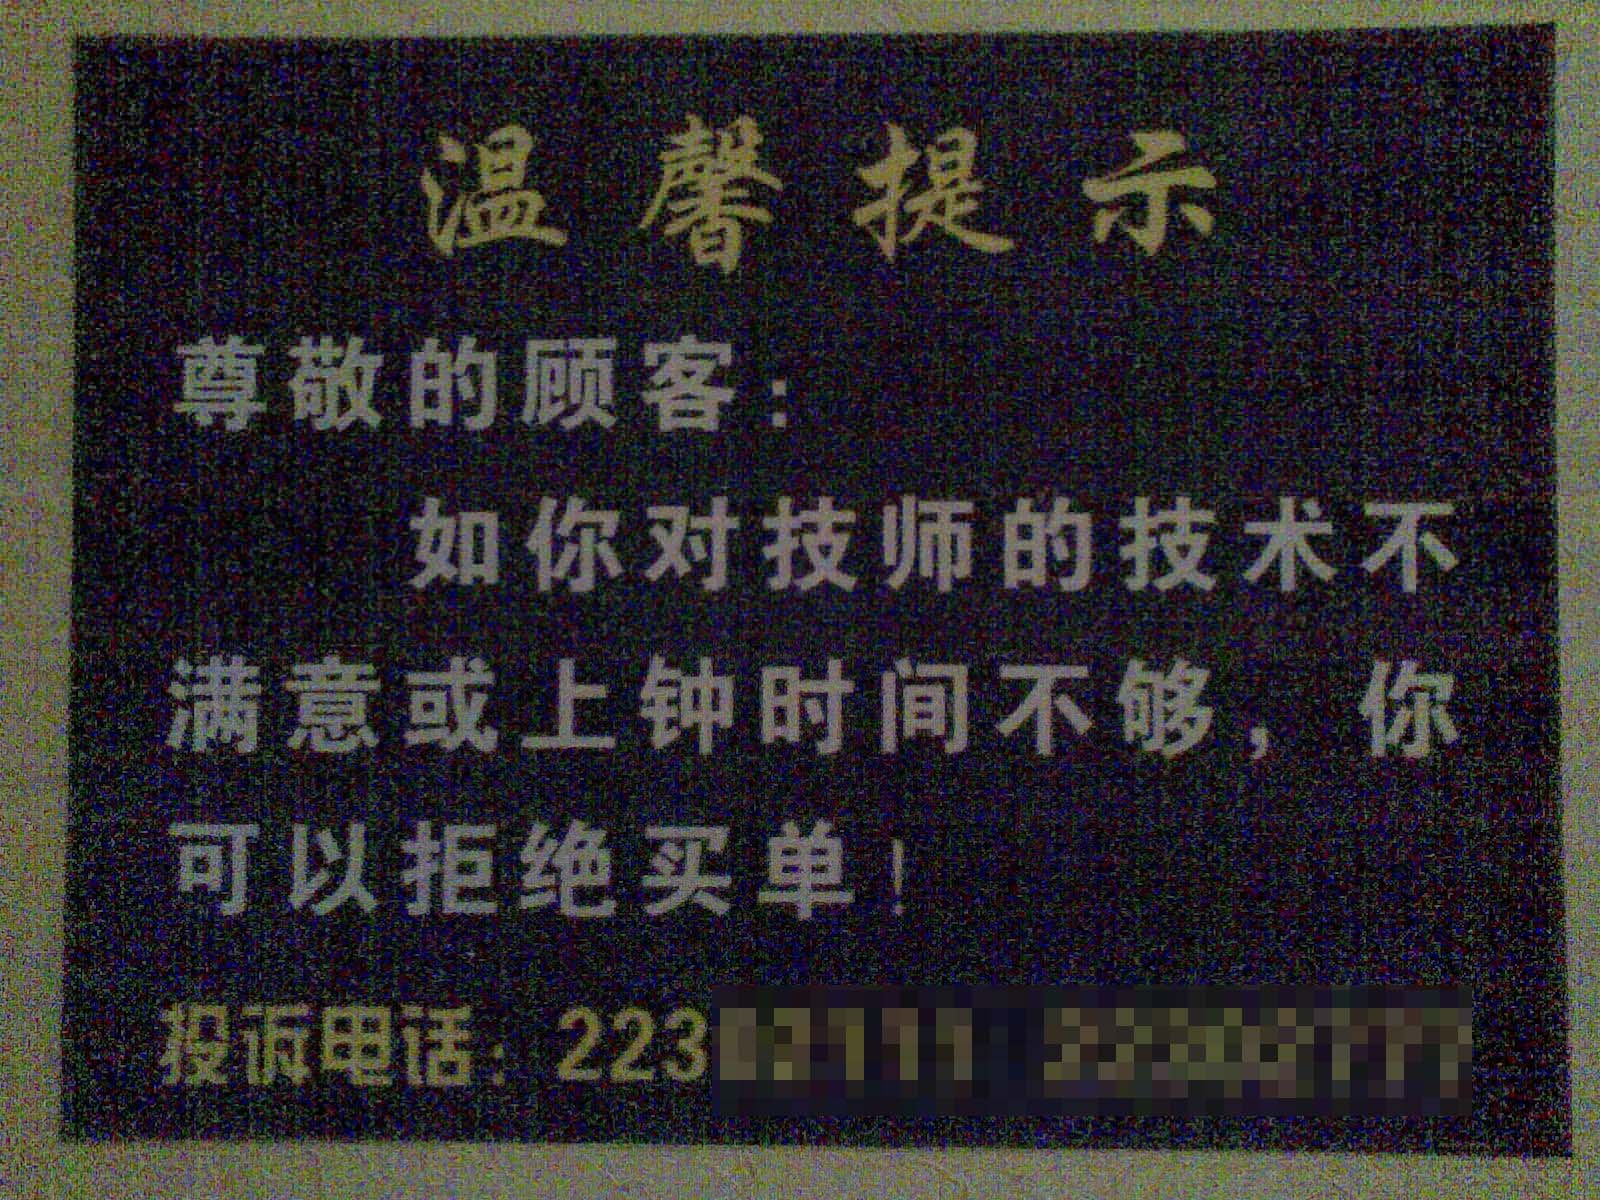 温馨提示
尊敬的顾客:
如你对技师的技术不
满意或上钟时间不够，你
可以拒绝买单!
投诉电话: 223